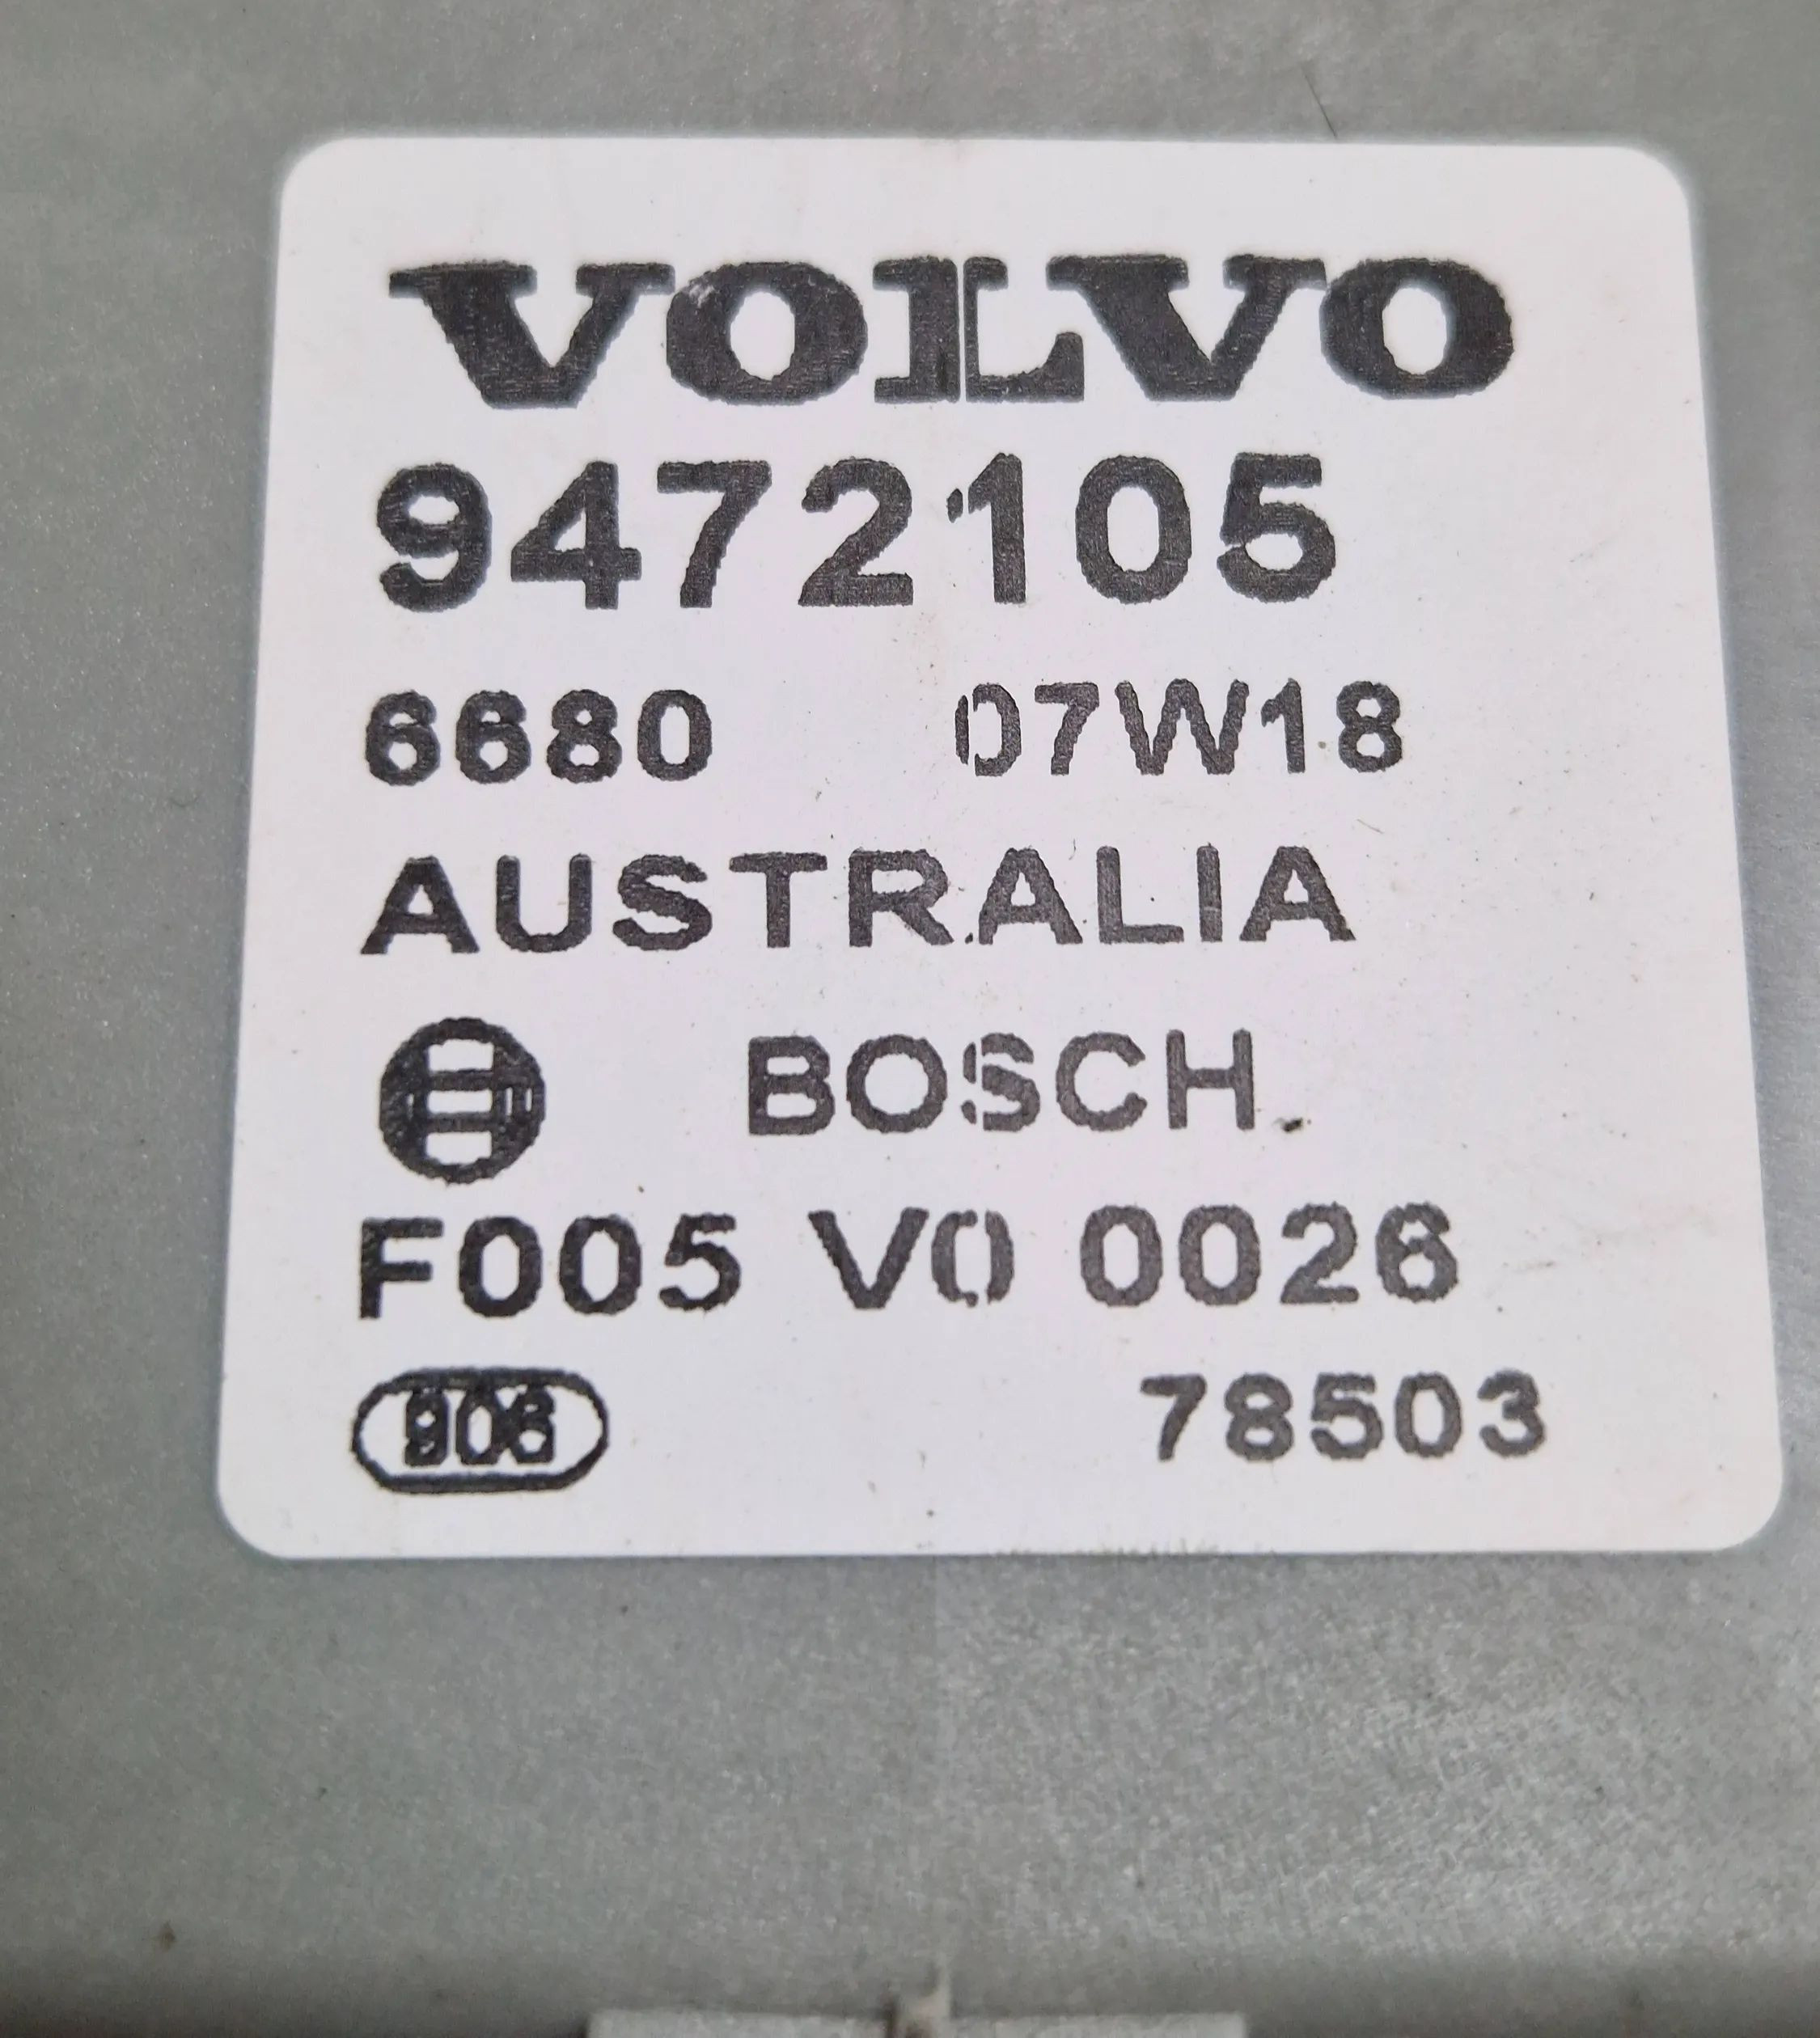 VOLVO
9472105
6680 07W18
AUSTRALIA
BOSCH
F005 V0 0026
906 78503